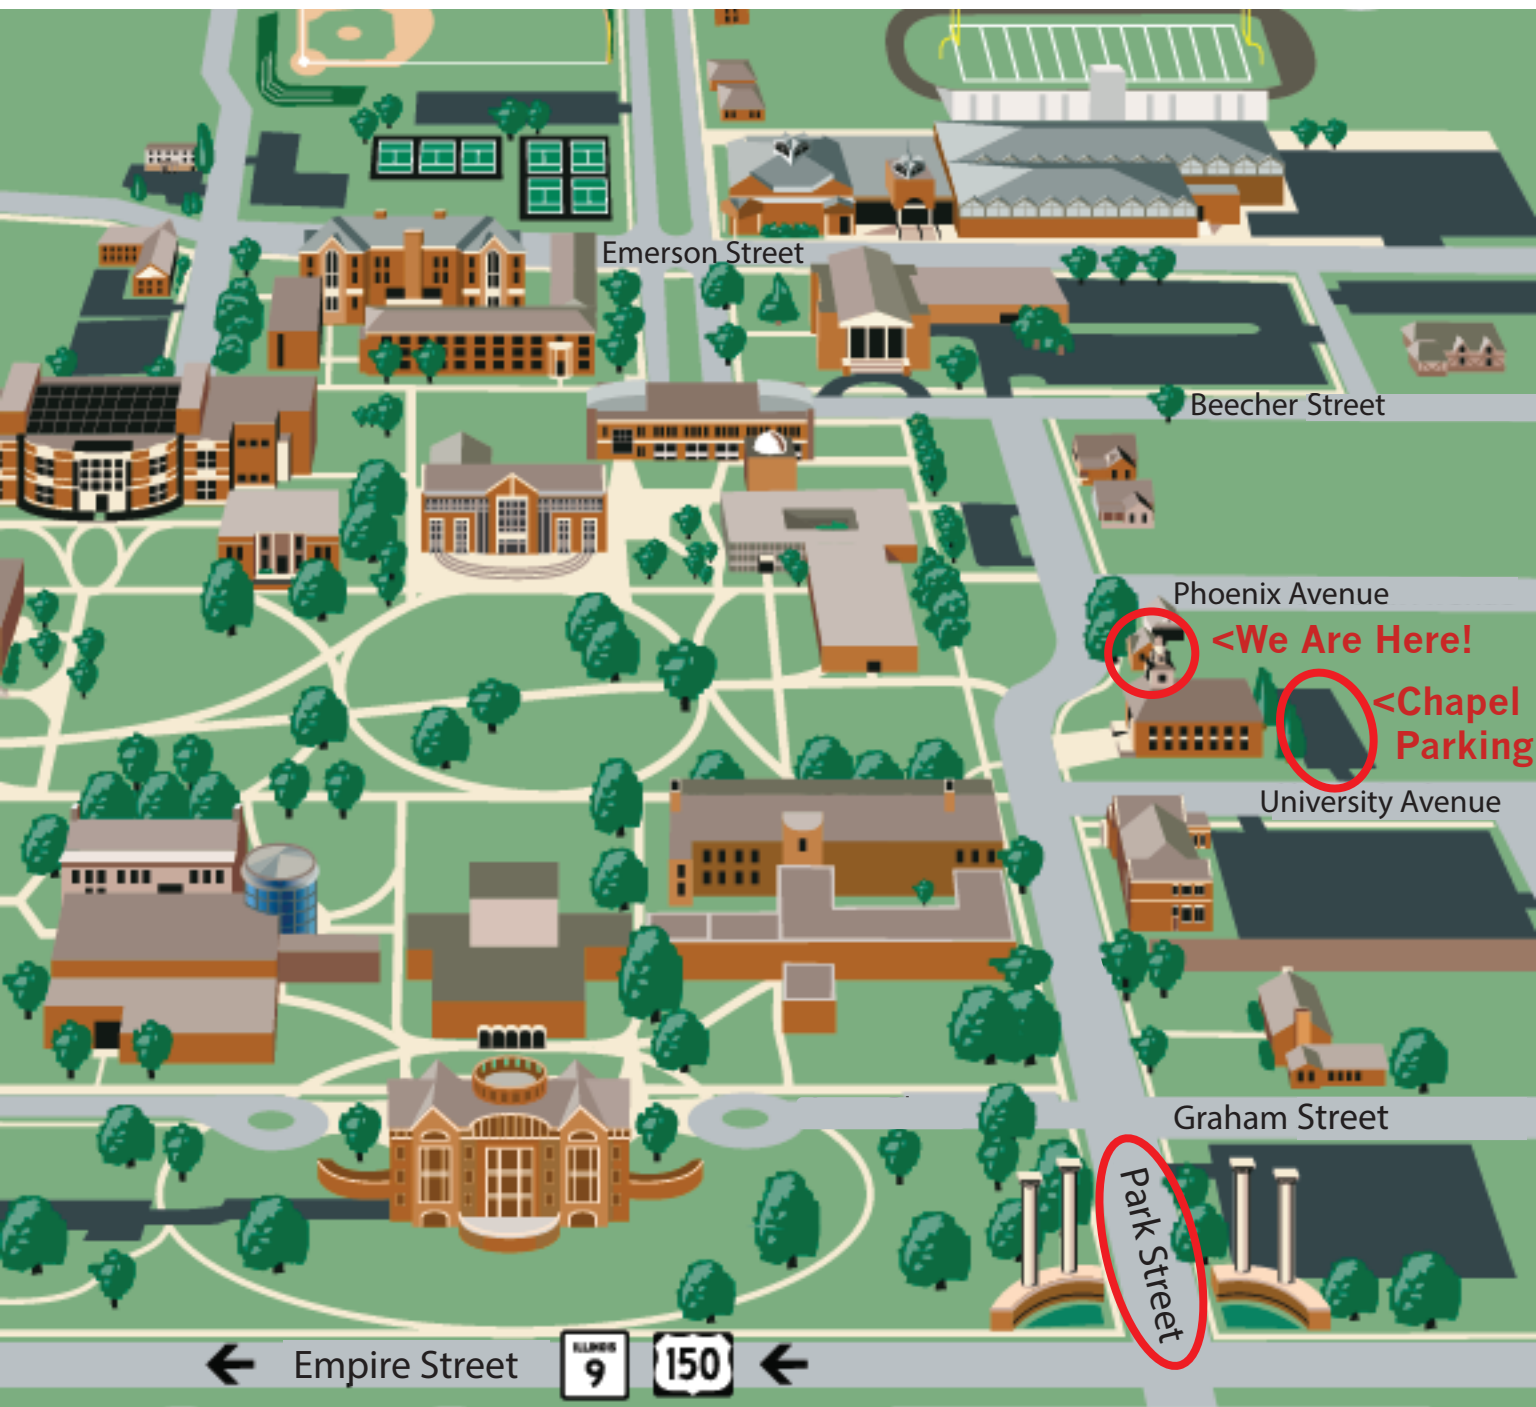 Emerson Street
Beecher Street
Phoenix Avenue
<We Are Here!
<Chapel
Parking
University Avenue
Graham Street
Park Street
Empire Street
ILLINOIS
9
150